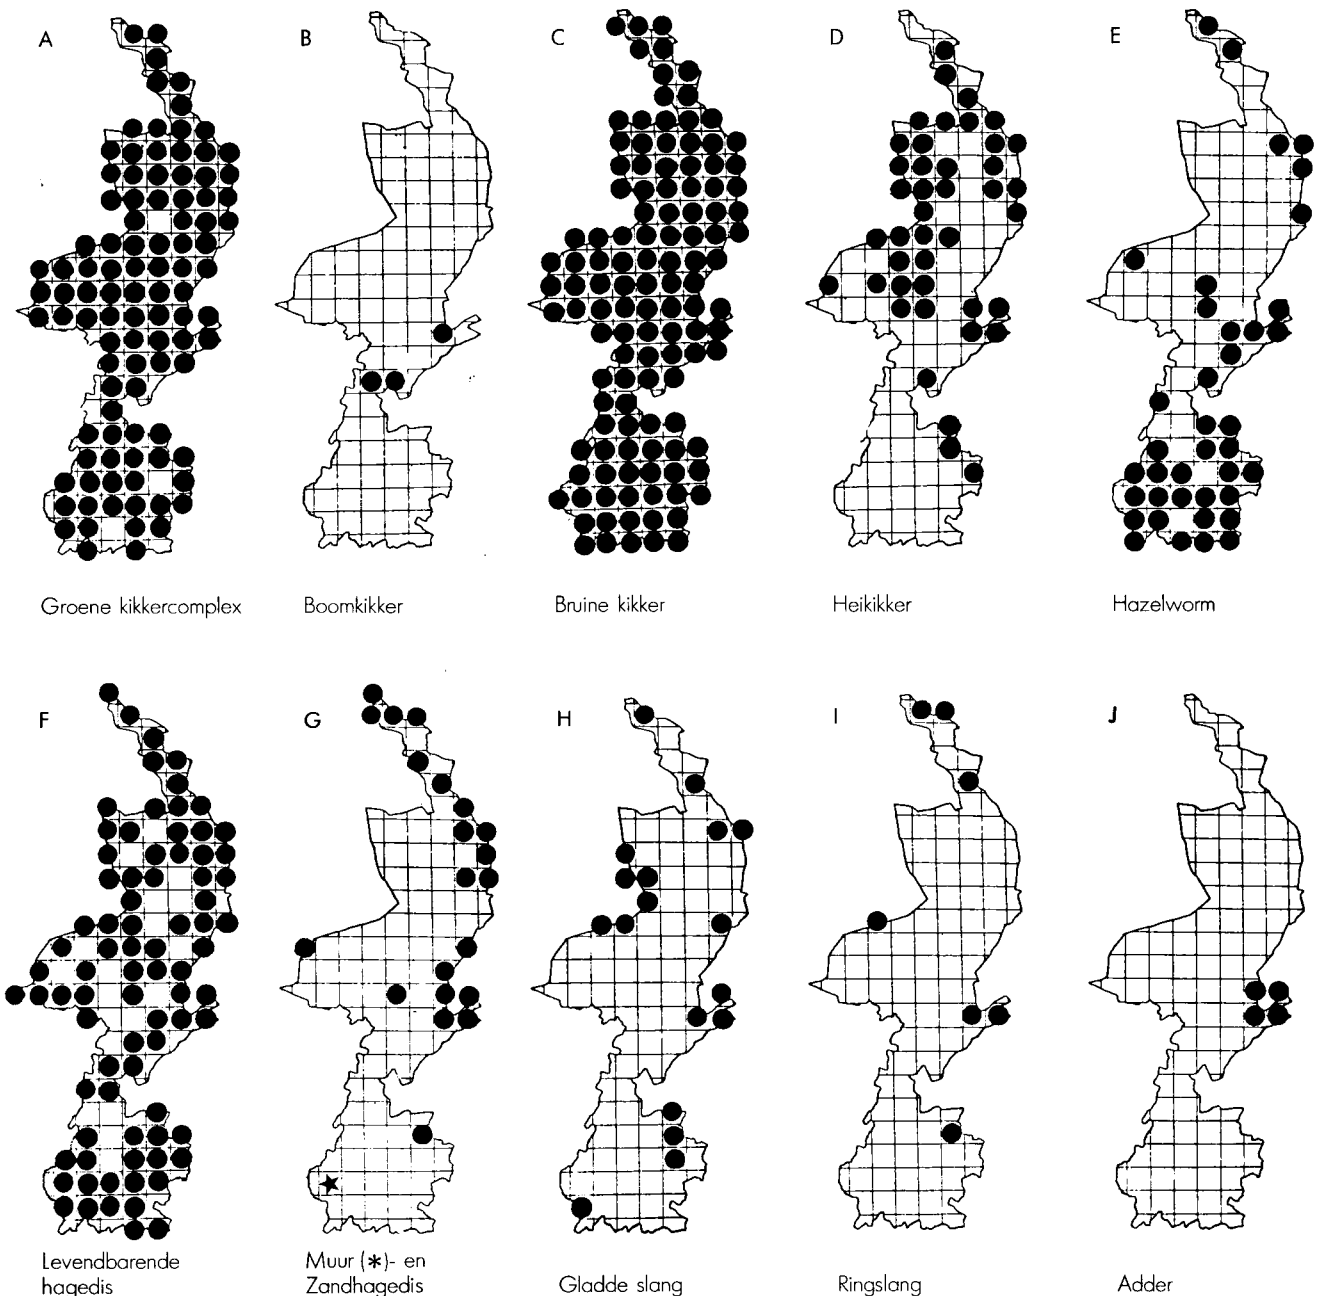 A
B
C
D
E
Groene kikkercomplex
Boomkikker
Bruine kikker
Heikikker
Hazelworm
F
G
H
I
J
Levendbarende
hagedis
Muur (*)- en
Zandhagedis
Gladde slang
Ringslang
Adder